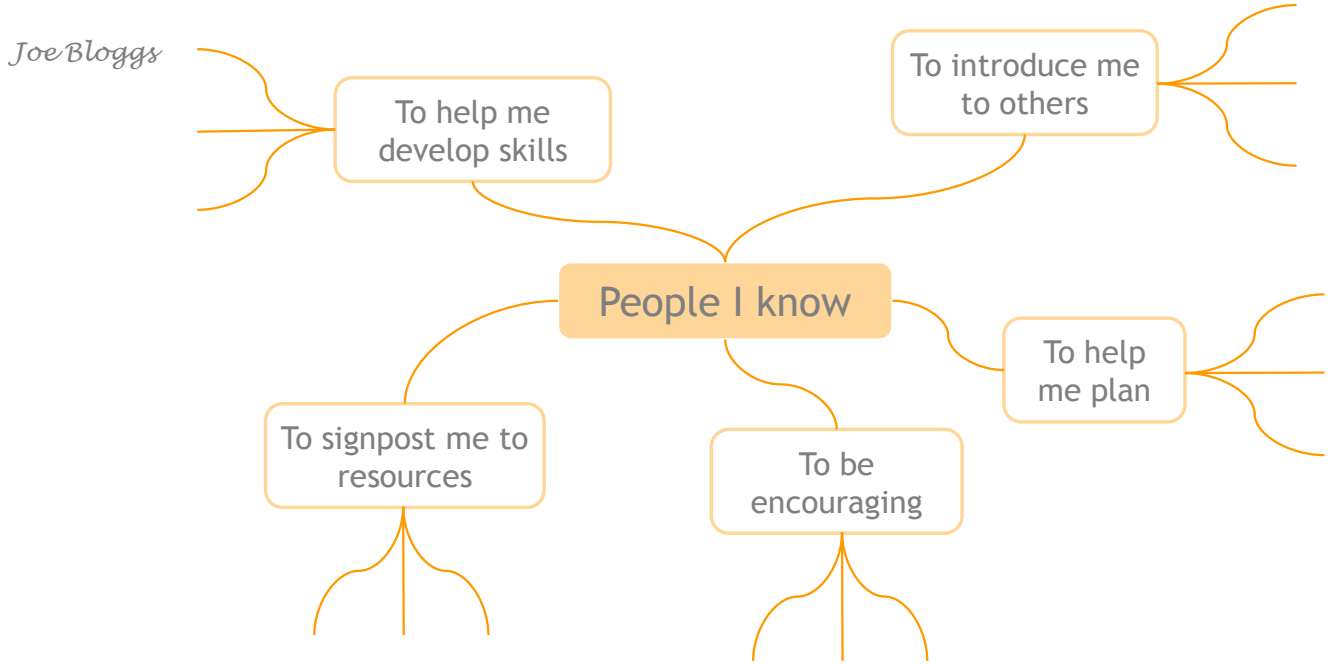 Joe Bloggs
To help me
develop skills
To introduce me
to others
People I know
To help
me plan
To signpost me to
resources
To be
encouraging